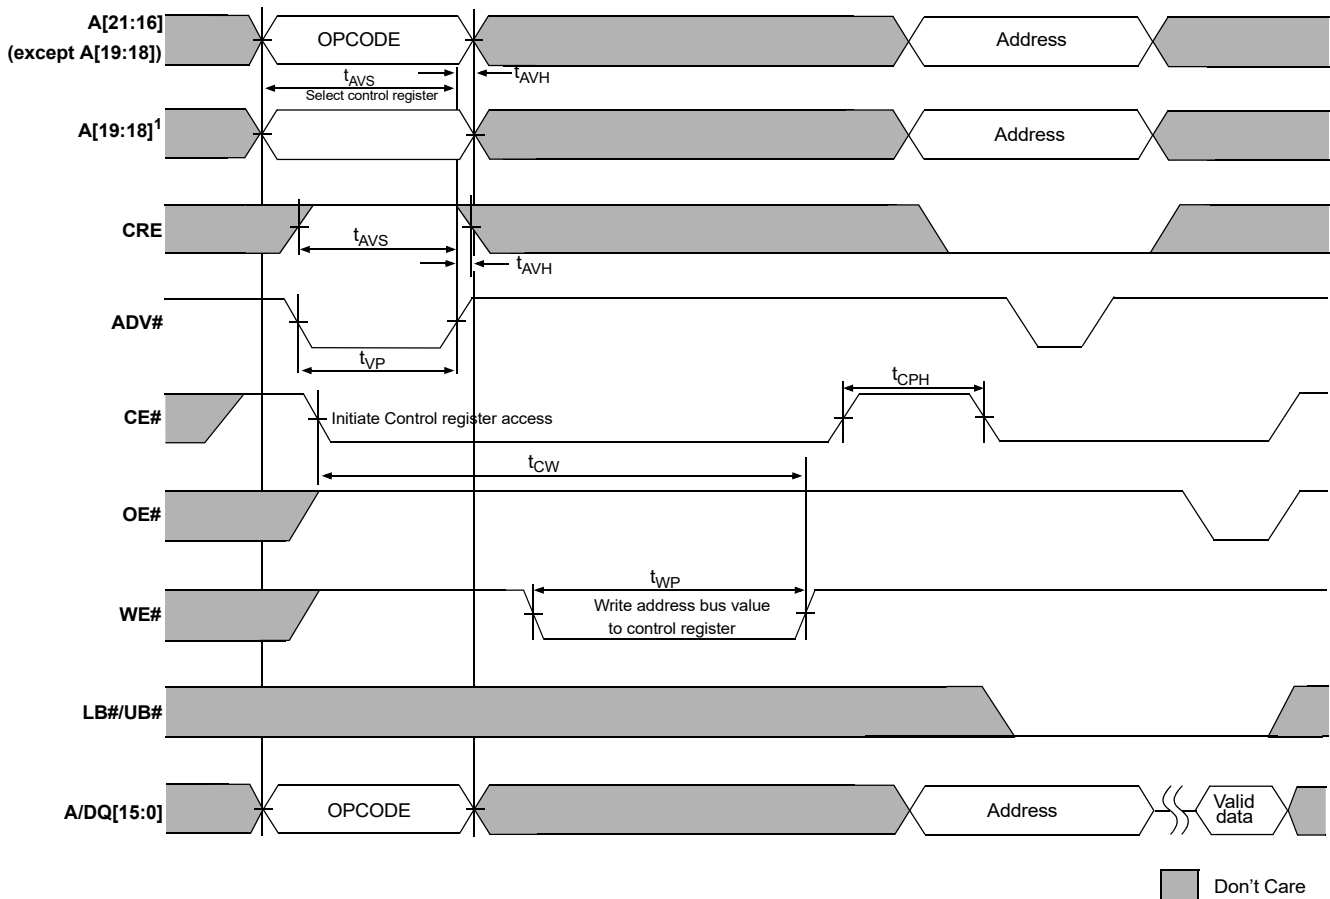 A[21:16]
(except A[19:18])
OPCODE
Address
tAVS
tAVH
Select control register
A[19:18]1
Address
CRE
tAVS
tAVH
ADV#
tVP
tCPH
CE#
Initiate Control register access
tCW
OE#
tWP
WE#
Write address bus value
to control register
LB#/UB#
A/DQ[15:0]
OPCODE
Address
Valid
data
Don't Care